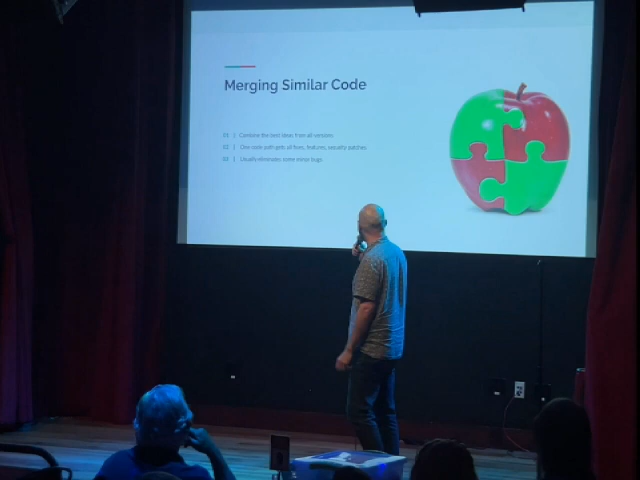 Merging Similar Code
01 | Combine the best ideas from all versions
02 | One code path gets all fixes, features, security patches
03 | Usually eliminates some minor bugs